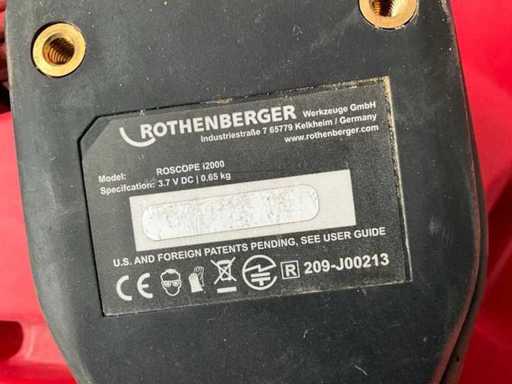 ROTHENBERGER Werkzeuge GmbH
Industriestraße 7 65779 Kelkheim / Germany
www.rothenberger.com
Model: ROSCOPE i2000
Specifcation: 3.7 V DC | 0.65 kg
U.S. AND FOREIGN PATENTS PENDING, SEE USER GUIDE
CE R 209-J00213